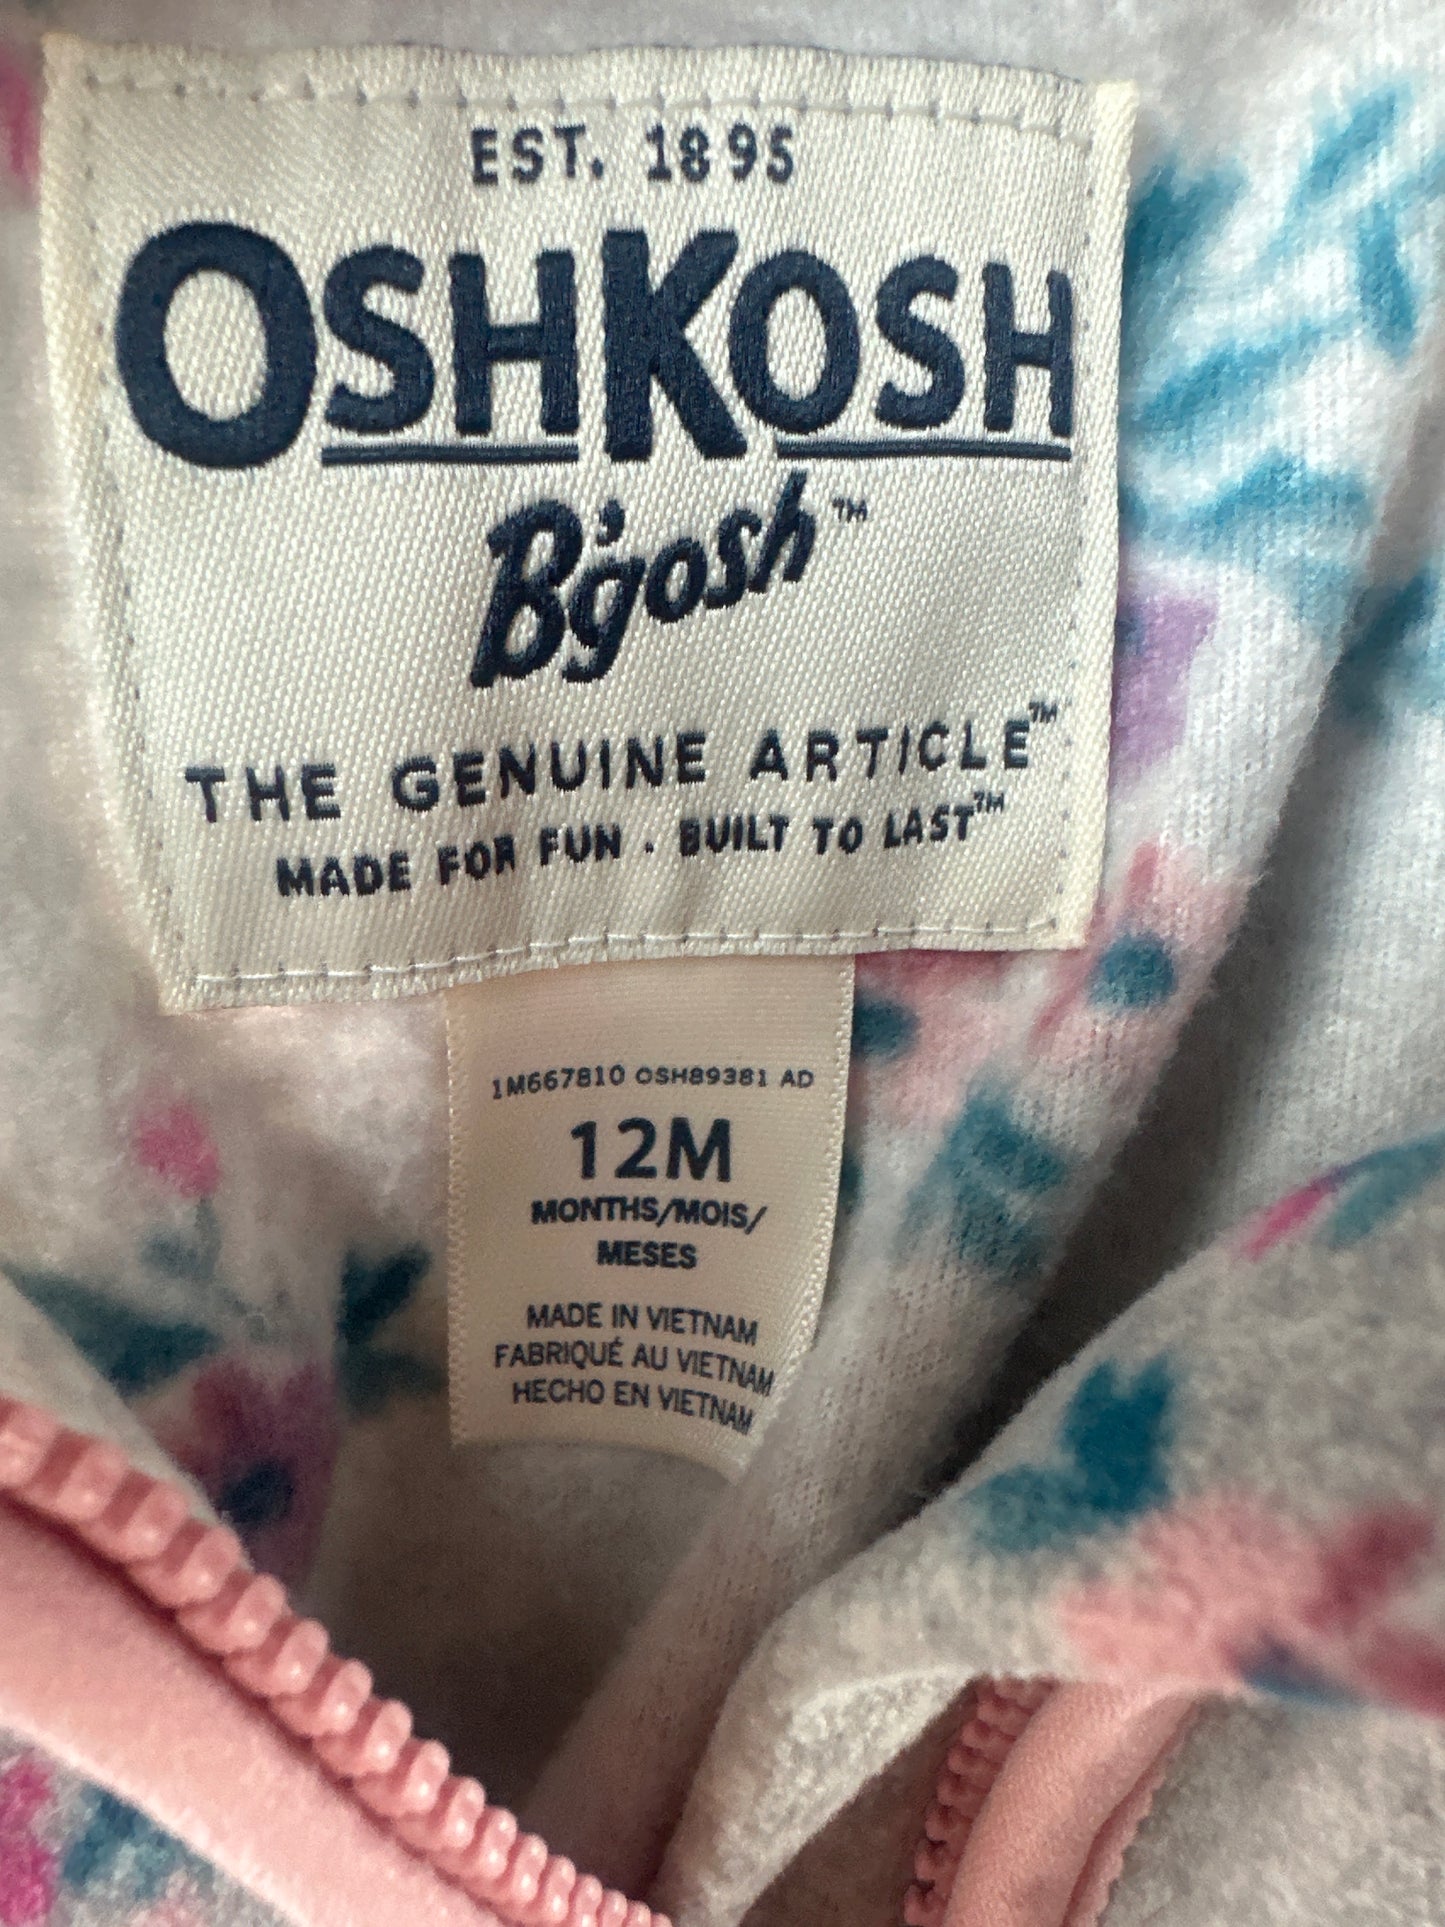 EST. 1895
OSHKOSH
B'gosh™
THE GENUINE ARTICLE™
MADE FOR FUN . BUILT TO LAST™
1M667810 OSH89381 AD
12M
MONTHS/MOIS/
MESES
MADE IN VIETNAM
FABRIQUÉ AU VIETNAM
HECHO EN VIETNAM